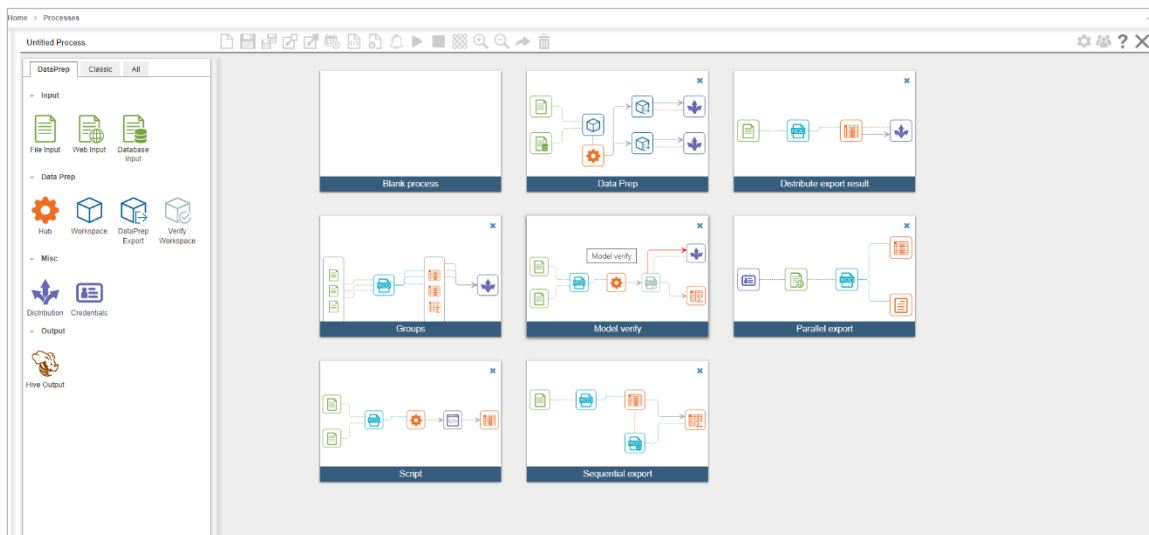 Home > Processes
Untitled Process
DataPrep Classic All
Input
File Input Web Input Database Input
Data Prep
Hub Workspace DataPrep Export Verify Workspace
Misc
Distribution Credentials
Output
Hive Output
Blank process Data Prep Distribute export result
Model verify
Groups Model verify Parallel export
Script Sequential export